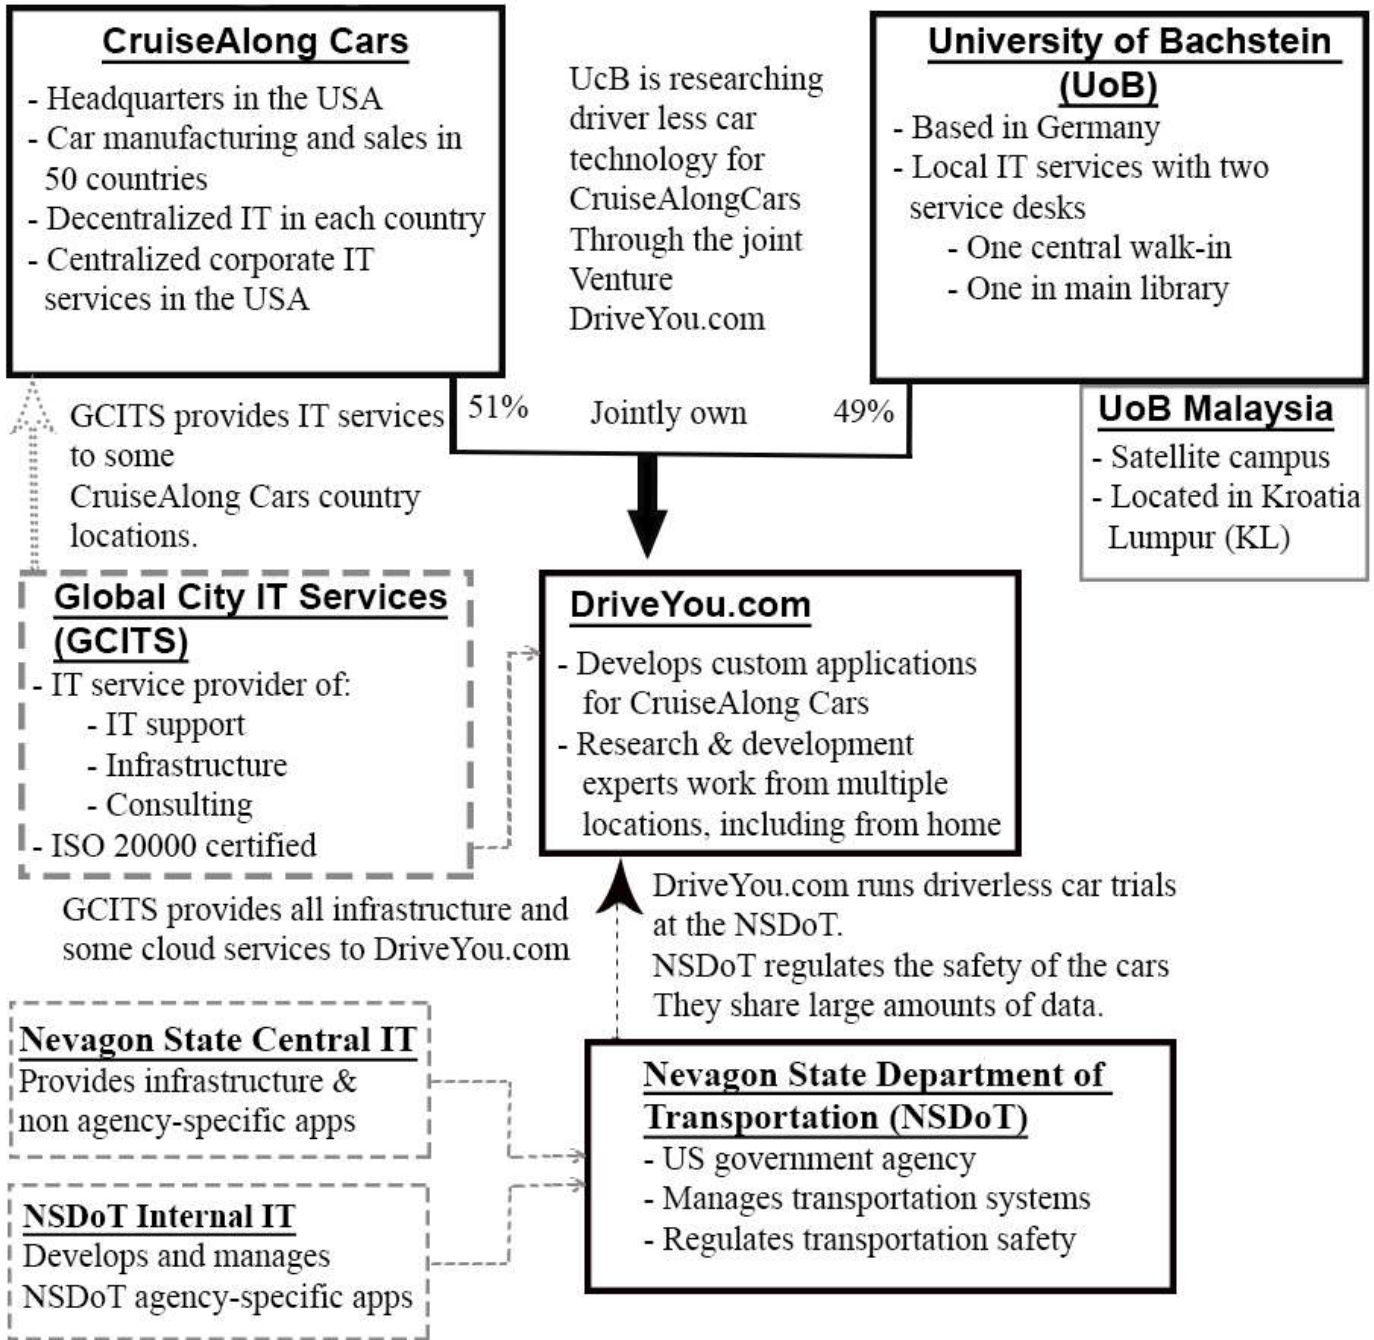 CruiseAlong Cars
- Headquarters in the USA
- Car manufacturing and sales in
50 countries
- Decentralized IT in each country
- Centralized corporate IT
services in the USA
UcB is researching
driver less car
technology for
CruiseAlongCars
Through the joint
Venture
DriveYou.com
University of Bachstein
(UoB)
- Based in Germany
- Local IT services with two
service desks
- One central walk-in
- One in main library
UoB Malaysia
- Satellite campus
- Located in Kroatia
Lumpur (KL)
51% Jointly own 49%
GCITS provides IT services
to some
CruiseAlong Cars country
locations.
Global City IT Services
(GCITS)
- IT service provider of:
- IT support
- Infrastructure
- Consulting
- ISO 20000 certified
DriveYou.com
- Develops custom applications
for CruiseAlong Cars
- Research & development
experts work from multiple
locations, including from home
GCITS provides all infrastructure and
some cloud services to DriveYou.com
DriveYou.com runs driverless car trials
at the NSDoT.
NSDoT regulates the safety of the cars
They share large amounts of data.
Nevagon State Central IT
Provides infrastructure &
non agency-specific apps
NSDoT Internal IT
Develops and manages
NSDoT agency-specific apps
Nevagon State Department of
Transportation (NSDoT)
- US government agency
- Manages transportation systems
- Regulates transportation safety